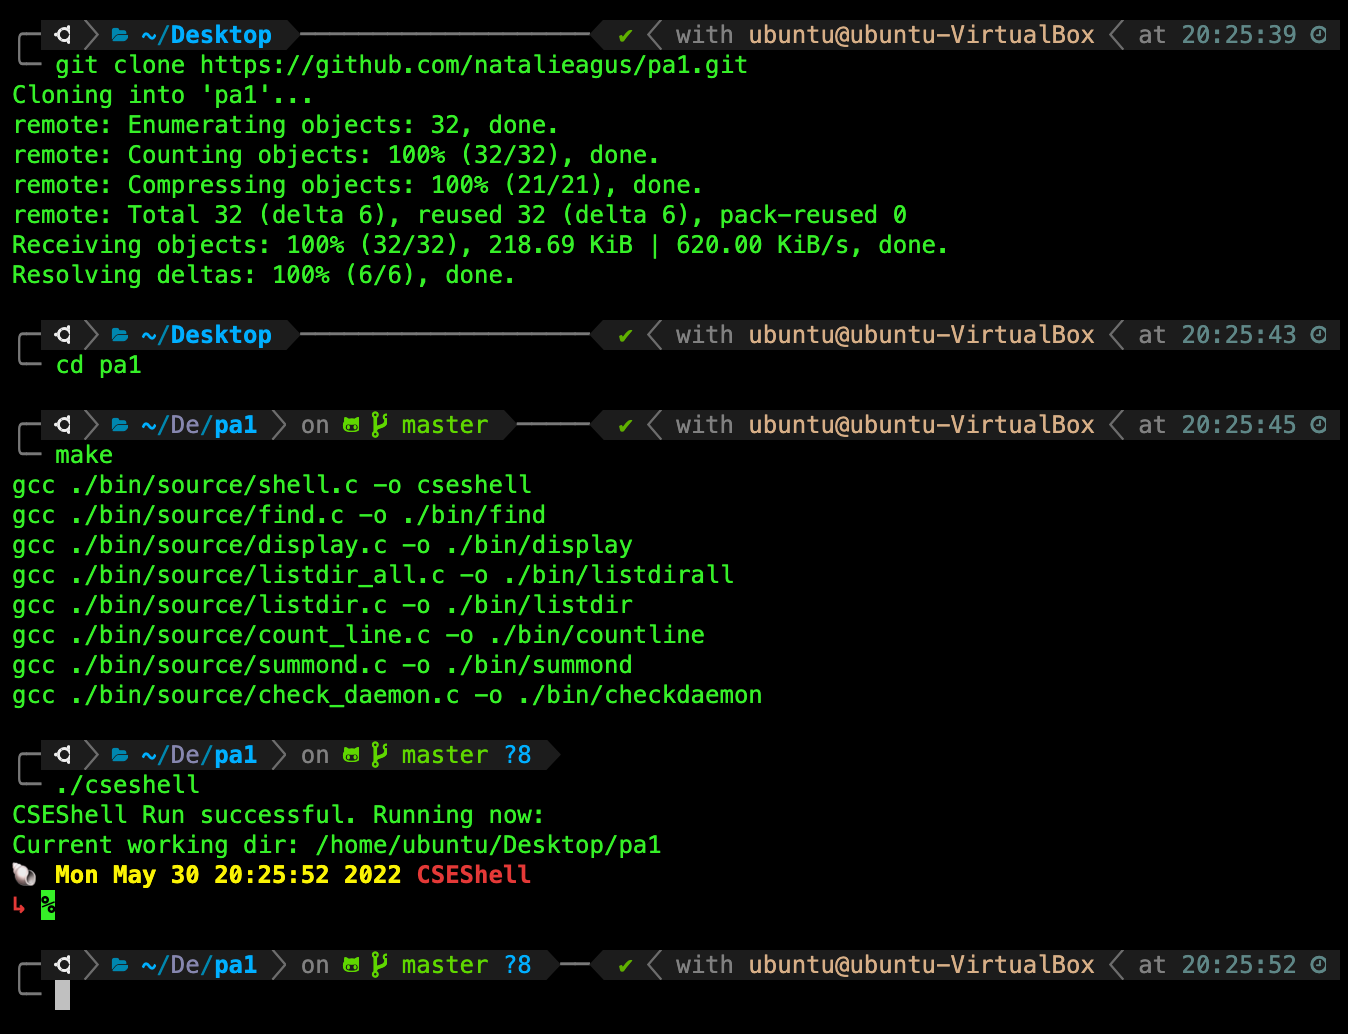 ~/Desktop ✔ with ubuntu@ubuntu-VirtualBox at 20:25:39
git clone https://github.com/natalieagus/pa1.git
Cloning into 'pa1'...
remote: Enumerating objects: 32, done.
remote: Counting objects: 100% (32/32), done.
remote: Compressing objects: 100% (21/21), done.
remote: Total 32 (delta 6), reused 32 (delta 6), pack-reused 0
Receiving objects: 100% (32/32), 218.69 KiB | 620.00 KiB/s, done.
Resolving deltas: 100% (6/6), done.
~/Desktop ✔ with ubuntu@ubuntu-VirtualBox at 20:25:43
cd pa1
~/De/pa1 on master ✔ with ubuntu@ubuntu-VirtualBox at 20:25:45
make
gcc ./bin/source/shell.c -o cseshell
gcc ./bin/source/find.c -o ./bin/find
gcc ./bin/source/display.c -o ./bin/display
gcc ./bin/source/listdir_all.c -o ./bin/listdirall
gcc ./bin/source/listdir.c -o ./bin/listdir
gcc ./bin/source/count_line.c -o ./bin/countline
gcc ./bin/source/summond.c -o ./bin/summond
gcc ./bin/source/check_daemon.c -o ./bin/checkdaemon
~/De/pa1 on master ?8
./cseshell
CSEShell Run successful. Running now:
Current working dir: /home/ubuntu/Desktop/pa1
🐚 Mon May 30 20:25:52 2022 CSEShell
↳ %
~/De/pa1 on master ?8 ✔ with ubuntu@ubuntu-VirtualBox at 20:25:52